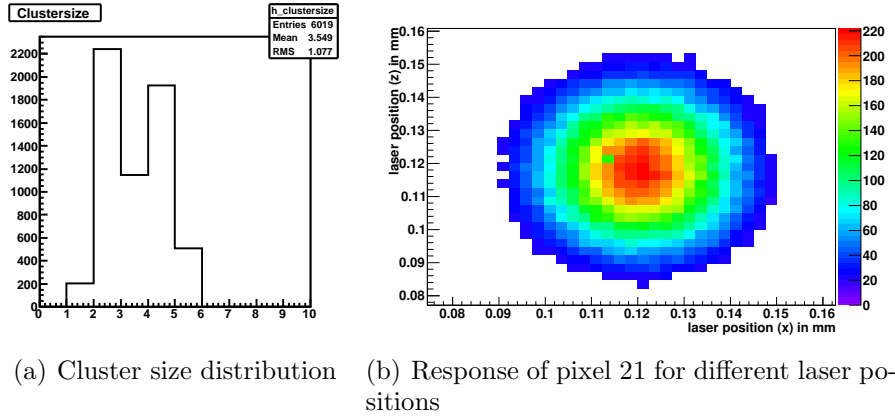 Clustersize
h_clustersize
Entries 6019
Mean 3.549
RMS 1.077
2200
2000
1800
1600
1400
1200
1000
800
600
400
200
0
0 1 2 3 4 5 6 7 8 9 10
laser position (z) in mm
0.16
0.15
0.14
0.13
0.12
0.11
0.1
0.09
0.08
0.08 0.09 0.1 0.11 0.12 0.13 0.14 0.15 0.16
laser position (x) in mm
220
200
180
160
140
120
100
80
60
40
20
0
(a) Cluster size distribution
(b) Response of pixel 21 for different laser po-
sitions